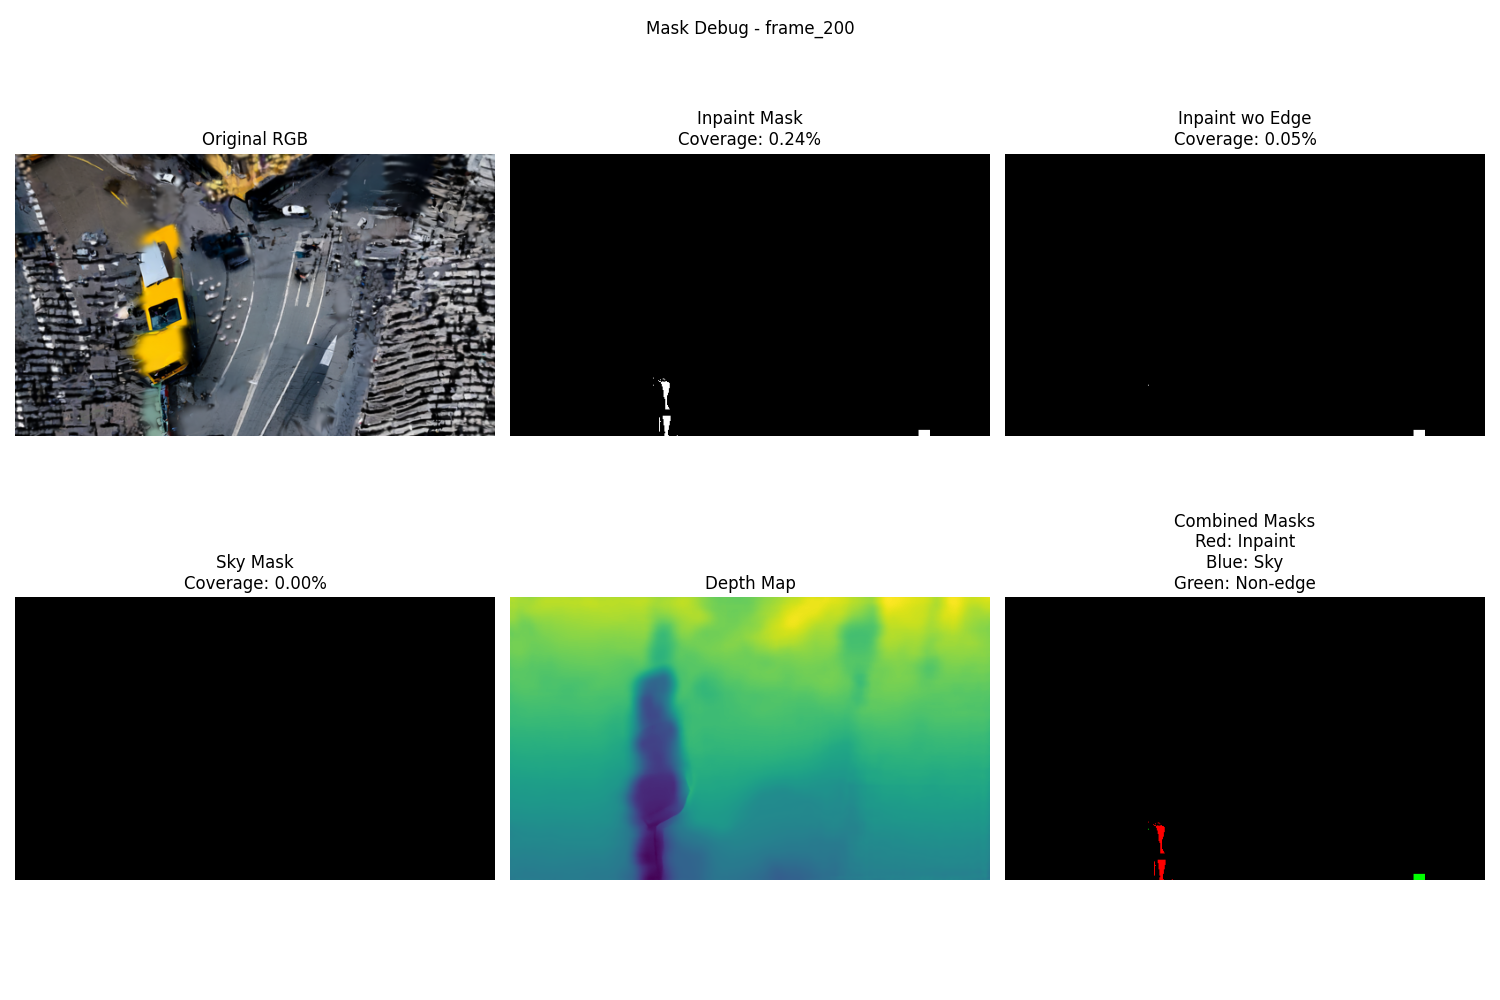 Mask Debug - frame_200
Original RGB
Inpaint Mask
Coverage: 0.24%
Inpaint wo Edge
Coverage: 0.05%
Sky Mask
Coverage: 0.00%
Depth Map
Combined Masks
Red: Inpaint
Blue: Sky
Green: Non-edge